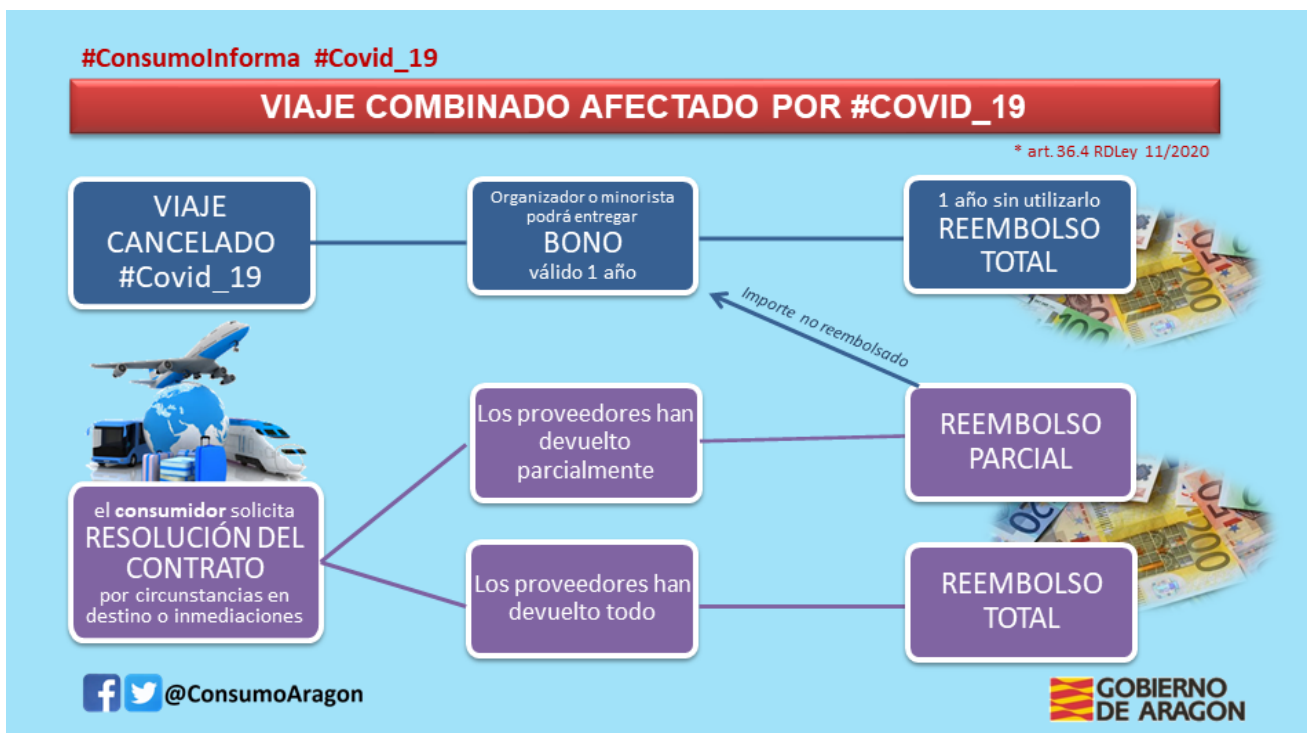 #ConsumoInforma #Covid_19
VIAJE COMBINADO AFECTADO POR #COVID_19
* art. 36.4 RDLey 11/2020
VIAJE
CANCELADO
#Covid_19
Organizador o minorista
podrá entregar
BONO
válido 1 año
1 año sin utilizarlo
REEMBOLSO
TOTAL
Importe no reembolsado
Los proveedores han
devuelto
parcialmente
REEMBOLSO
PARCIAL
el consumidor solicita
RESOLUCIÓN DEL
CONTRATO
por circunstancias en
destino o inmediaciones
Los proveedores han
devuelto todo
REEMBOLSO
TOTAL
@ConsumoAragon
GOBIERNO
DE ARAGON